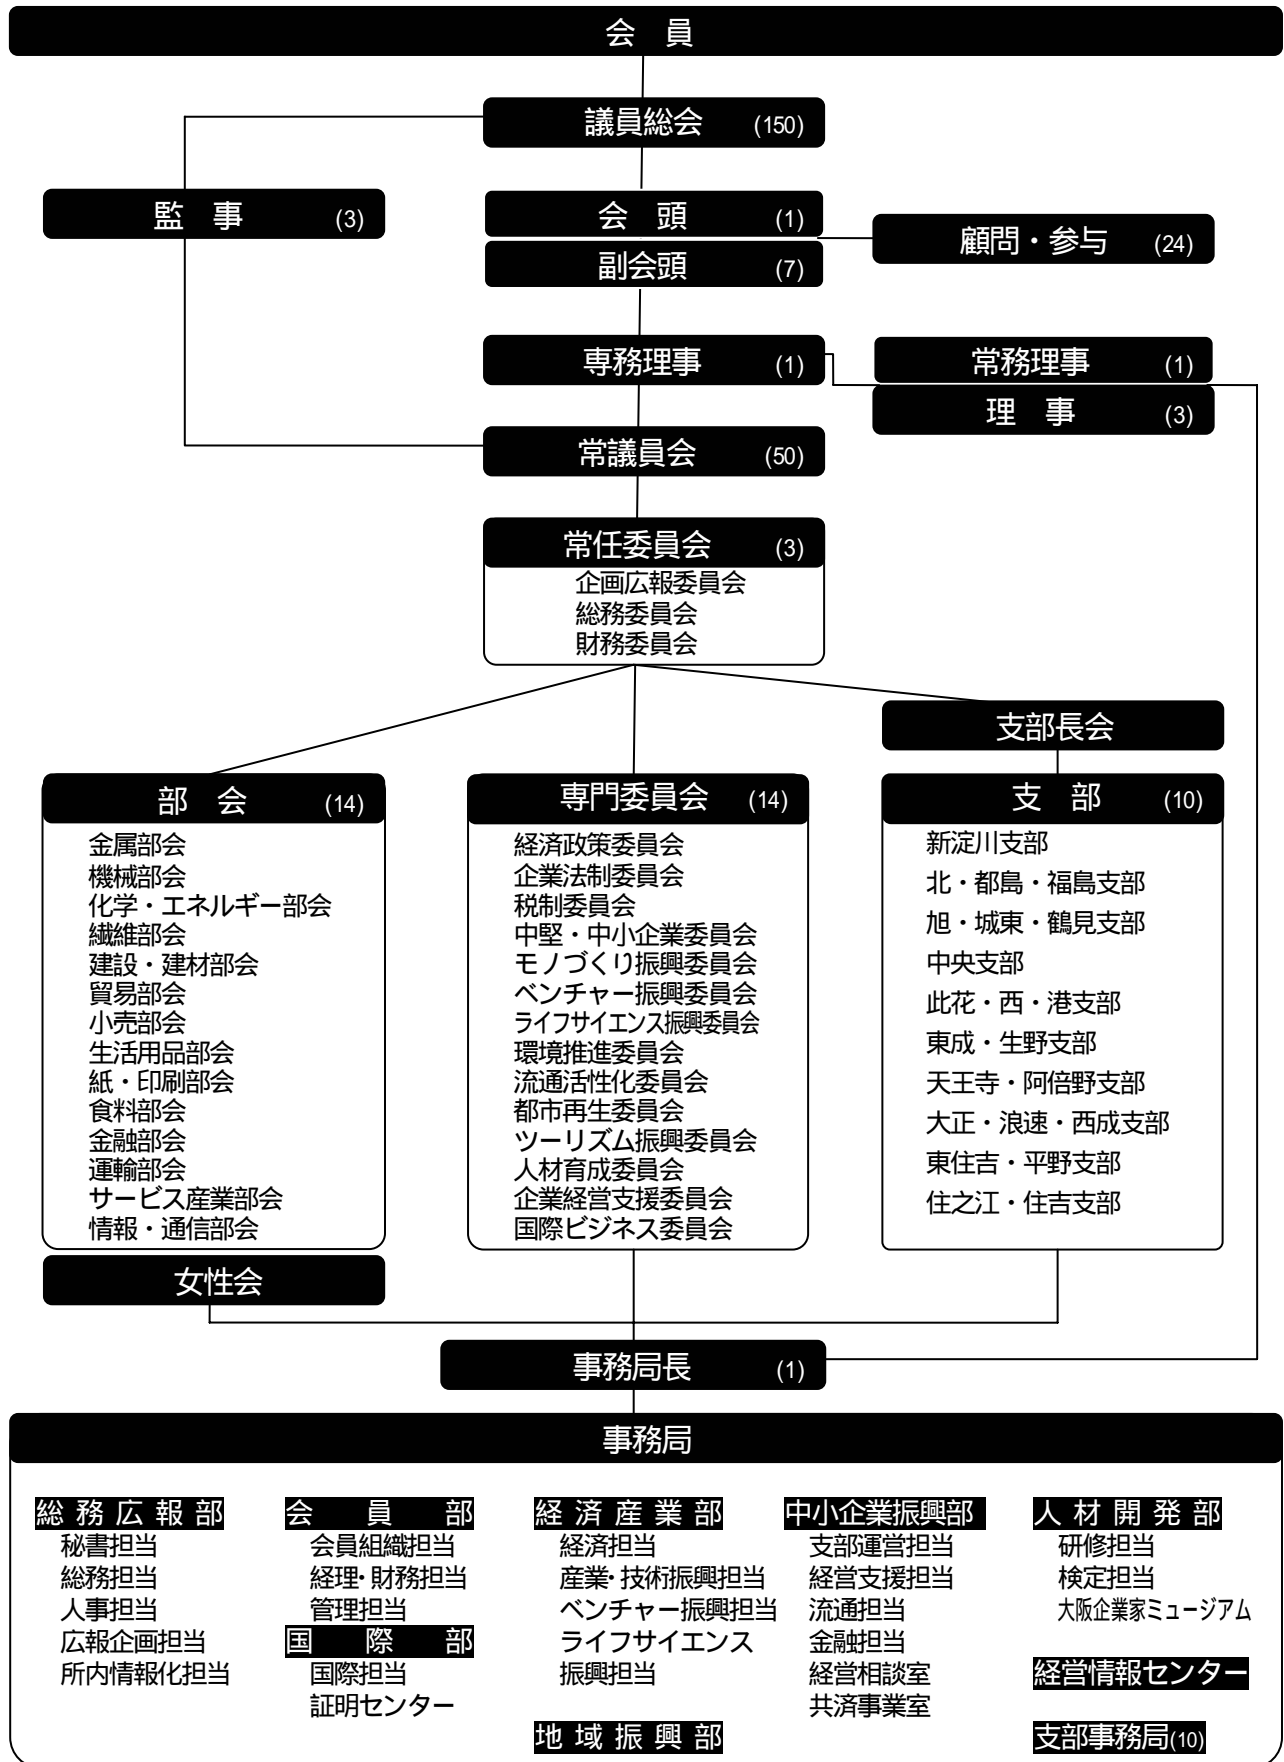 会　員
議員総会　(150)
監　事　(3)
会　頭　(1)
副会頭　(7)
顧問・参与　(24)
専務理事　(1)
常務理事　(1)
理　事　(3)
常議員会　(50)
常任委員会　(3)
企画広報委員会
総務委員会
財務委員会
支部長会
部　会　(14)
金属部会
機械部会
化学・エネルギー部会
繊維部会
建設・建材部会
貿易部会
小売部会
生活用品部会
紙・印刷部会
食料部会
金融部会
運輸部会
サービス産業部会
情報・通信部会
女性会
専門委員会　(14)
経済政策委員会
企業法制委員会
税制委員会
中堅・中小企業委員会
モノづくり振興委員会
ベンチャー振興委員会
ライフサイエンス振興委員会
環境推進委員会
流通活性化委員会
都市再生委員会
ツーリズム振興委員会
人材育成委員会
企業経営支援委員会
国際ビジネス委員会
支　部　(10)
新淀川支部
北・都島・福島支部
旭・城東・鶴見支部
中央支部
此花・西・港支部
東成・生野支部
天王寺・阿倍野支部
大正・浪速・西成支部
東住吉・平野支部
住之江・住吉支部
事務局長　(1)
事務局
総務広報部
秘書担当
総務担当
人事担当
広報企画担当
所内情報化担当
会　員　部
会員組織担当
経理・財務担当
管理担当
国　際　部
国際担当
証明センター
経済産業部
経済担当
産業・技術振興担当
ベンチャー振興担当
ライフサイエンス
振興担当
地域振興部
中小企業振興部
支部運営担当
経営支援担当
流通担当
金融担当
経営相談室
共済事業室
人材開発部
研修担当
検定担当
大阪企業家ミュージアム
経営情報センター
支部事務局(10)